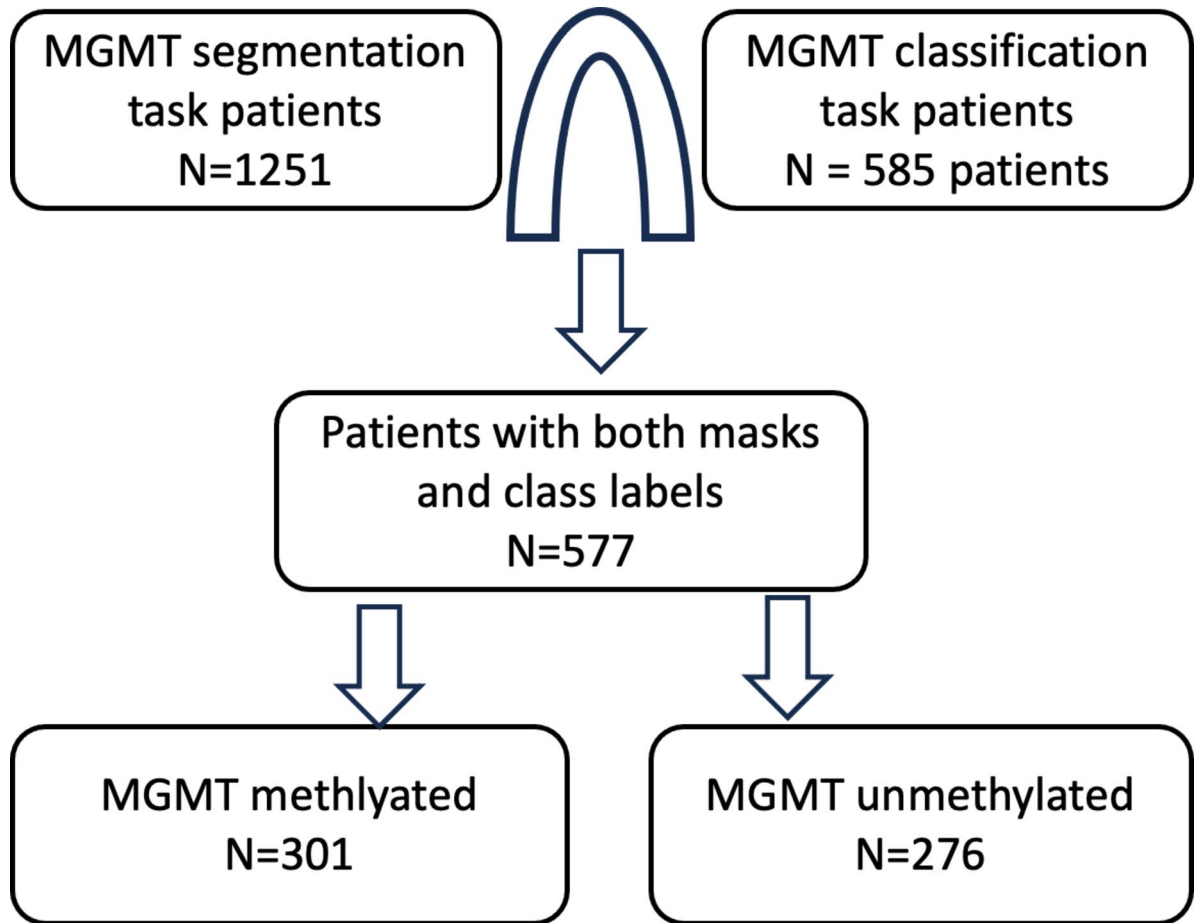 MGMT segmentation
task patients
N=1251
MGMT classification
task patients
N = 585 patients
Patients with both masks
and class labels
N=577
MGMT methlyated
N=301
MGMT unmethylated
N=276